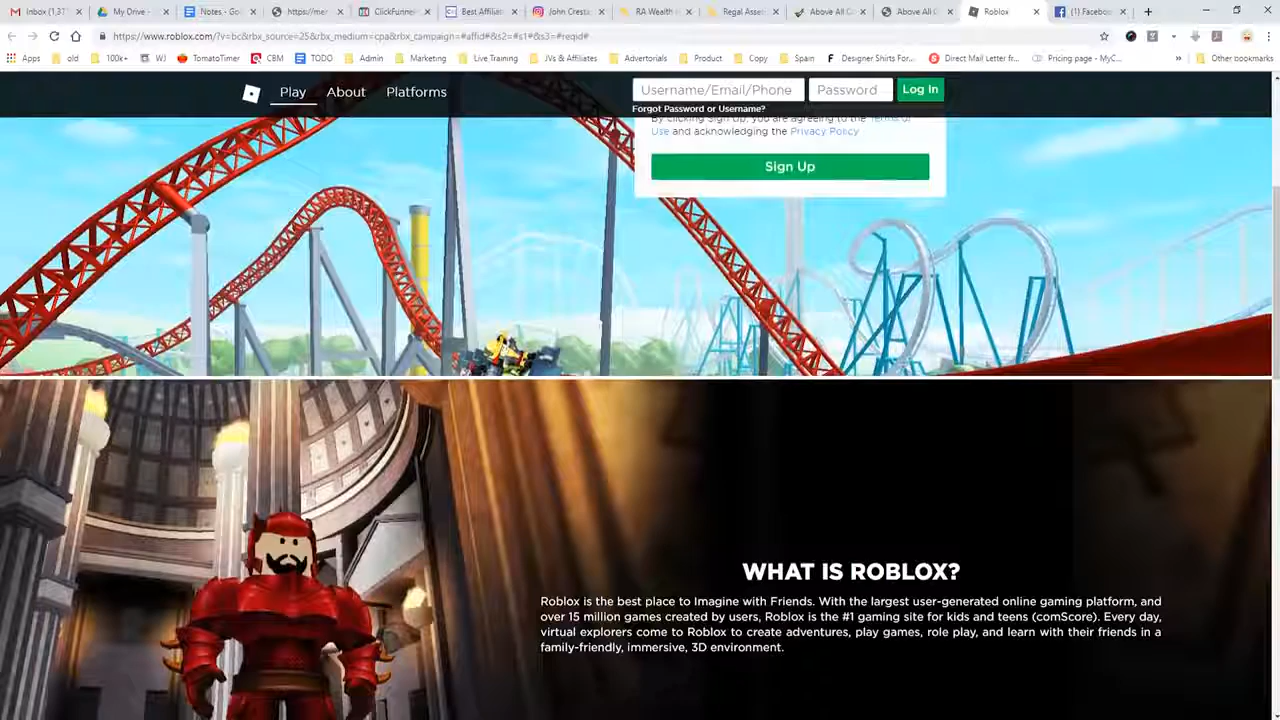 Inbox (1,37
My Drive -
Notes - Go
https://mer
ClickFunne
Best Affiliat
John Cresta
RA Wealth
Regal Asse
Above All C
Above All C
Roblox
(1) Facebo
https://www.roblox.com/?v=bc&rbx_source=25&rbx_medium=cpa&rbx_campaign=#affid#&s2=#s1#&s3=#reqid#
Apps old 100k+ WJ TomatoTimer CBM TODO Admin Marketing Live Training JVs & Affiliates Advertorials Product Copy Spain Designer Shirts For... Direct Mail Letter fr... Pricing page - MyC... » Other bookmarks
Play About Platforms Username/Email/Phone Password Log In
Forgot Password or Username?
By clicking Sign Up, you are agreeing to the Terms of
Use and acknowledging the Privacy Policy
Sign Up
WHAT IS ROBLOX?
Roblox is the best place to Imagine with Friends. With the largest user-generated online gaming platform, and
over 15 million games created by users, Roblox is the #1 gaming site for kids and teens (comScore). Every day,
virtual explorers come to Roblox to create adventures, play games, role play, and learn with their friends in a
family-friendly, immersive, 3D environment.